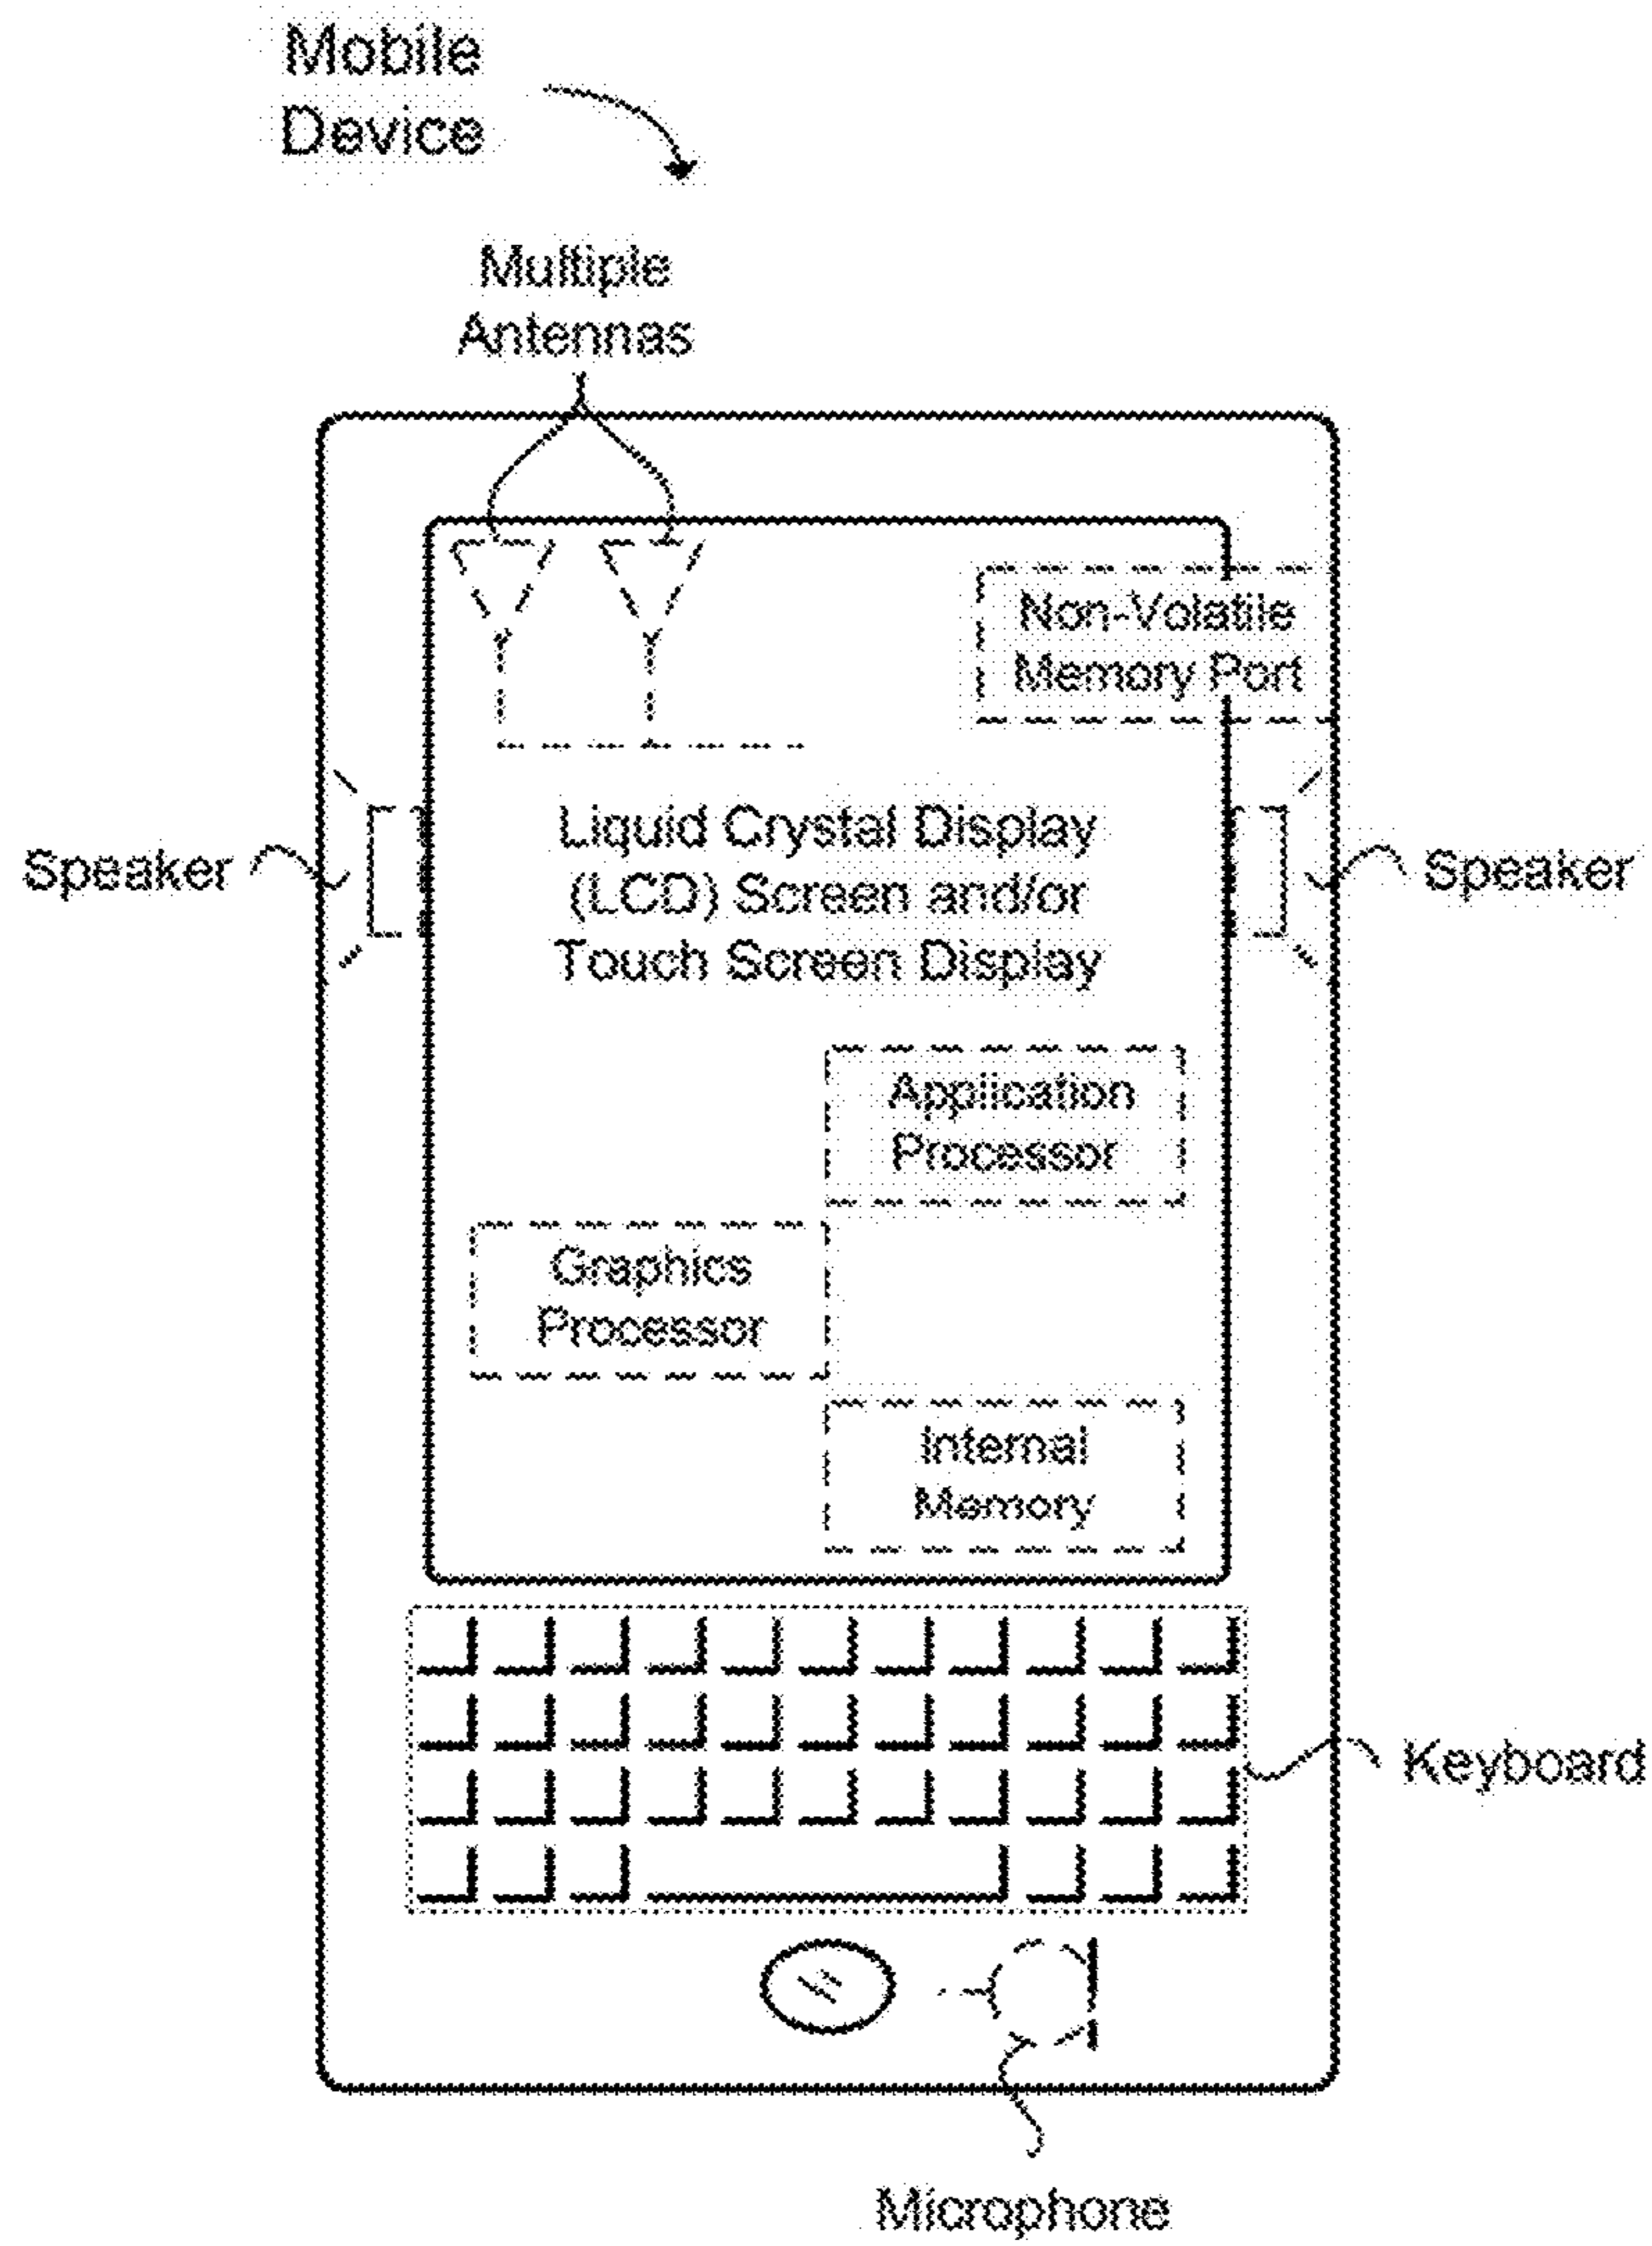 Mobile
Device
Multiple
Antennas
Non-Volatile
Memory Port
Speaker
Liquid Crystal Display
(LCD) Screen and/or
Touch Screen Display
Speaker
Application
Processor
Graphics
Processor
Internal
Memory
Keyboard
Microphone